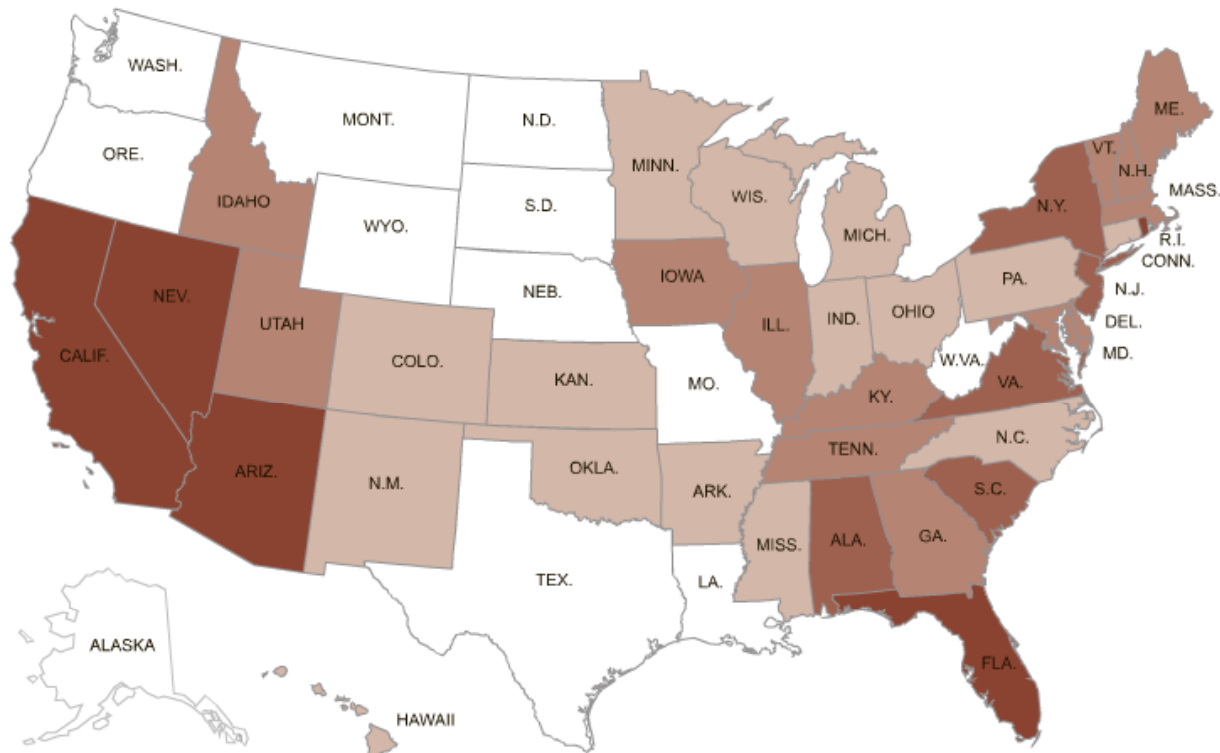 WASH.
MONT.
N.D.
MINN.
ORE.
IDAHO
WYO.
S.D.
WIS.
MICH.
N.Y.
VT.
N.H.
ME.
MASS.
R.I.
CONN.
N.J.
DEL.
MD.
NEB.
IOWA
ILL.
IND.
OHIO
PA.
W.VA.
VA.
NEV.
UTAH
CALIF.
COLO.
KAN.
MO.
KY.
N.C.
TENN.
S.C.
ARIZ.
N.M.
OKLA.
ARK.
MISS.
ALA.
GA.
TEX.
LA.
FLA.
ALASKA
HAWAII